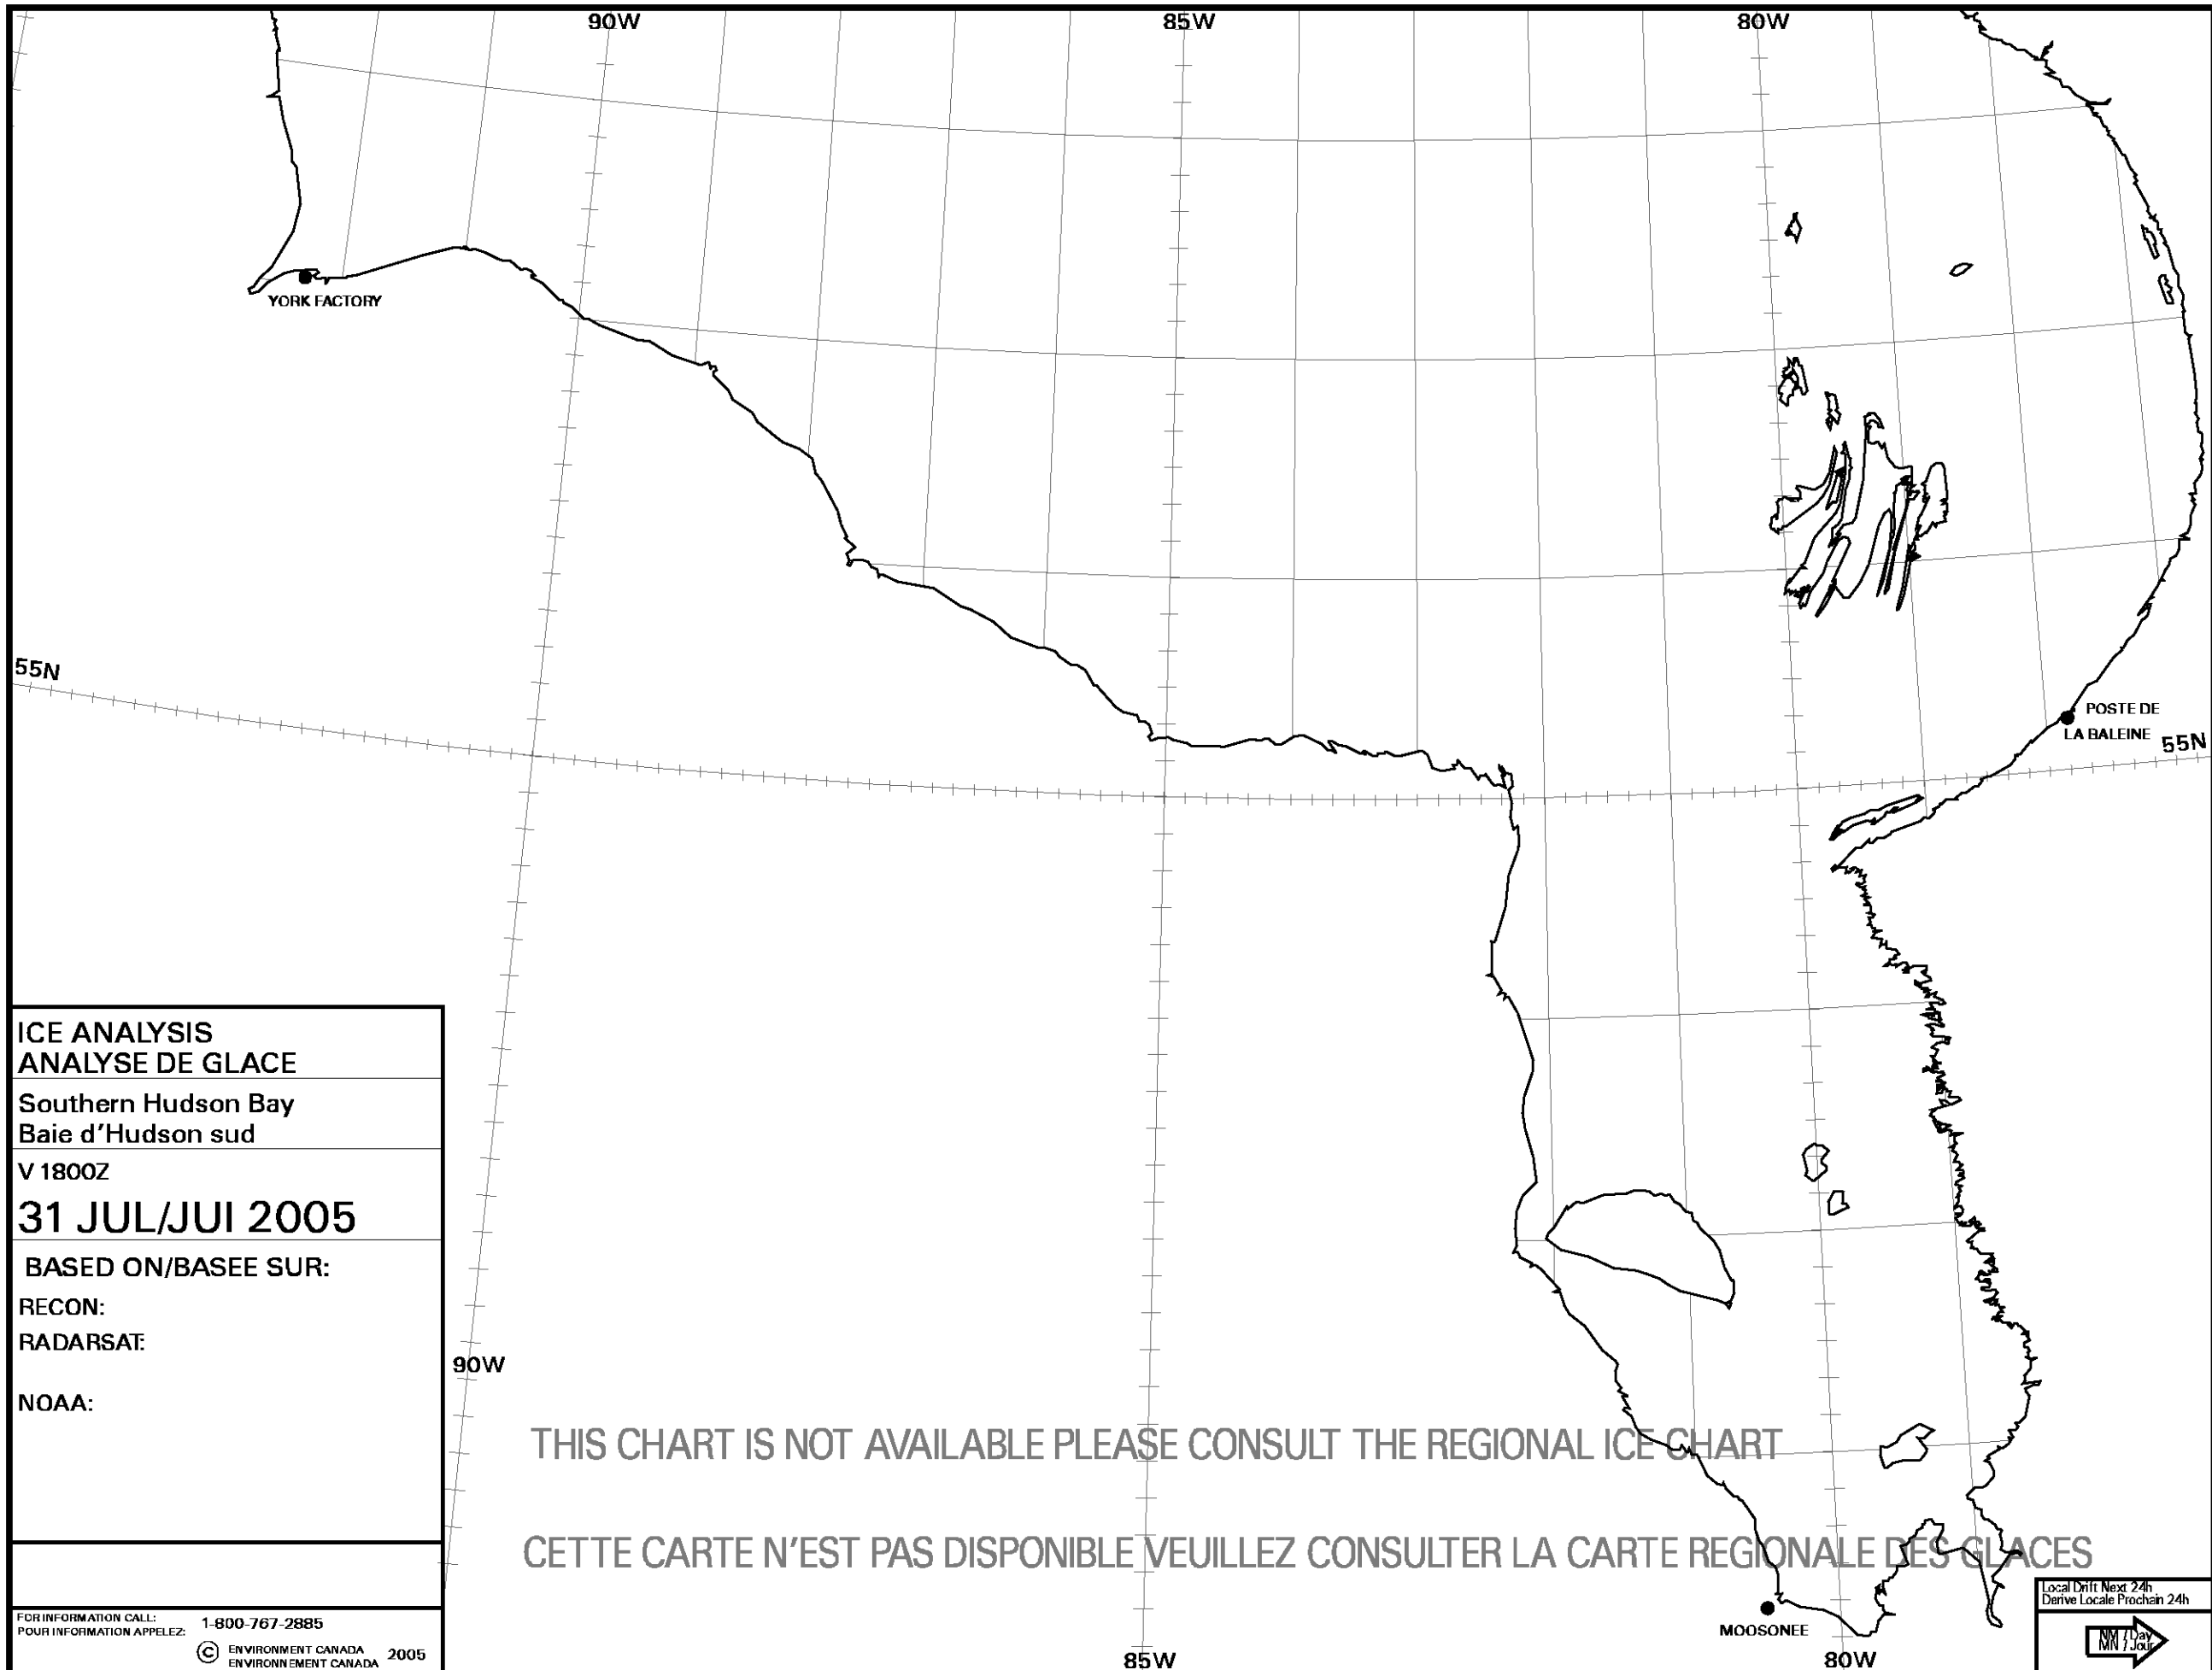 90W
85W
80W
YORK FACTORY
55N
POSTE DE
LA BALEINE
55N
ICE ANALYSIS
ANALYSE DE GLACE
Southern Hudson Bay
Baie d'Hudson sud
V 1800Z
31 JUL/JUI 2005
BASED ON/BASEE SUR:
RECON:
RADARSAT:
NOAA:
90W
THIS CHART IS NOT AVAILABLE PLEASE CONSULT THE REGIONAL ICE CHART
CETTE CARTE N'EST PAS DISPONIBLE VEUILLEZ CONSULTER LA CARTE REGIONALE DES GLACES
FOR INFORMATION CALL: 1-800-767-2885
POUR INFORMATION APPELEZ:
© ENVIRONMENT CANADA 2005
ENVIRONNEMENT CANADA
MOOSONEE
85W
80W
Local Drift Next 24h
Derive Locale Prochain 24h
NM / Day
MN / Jour